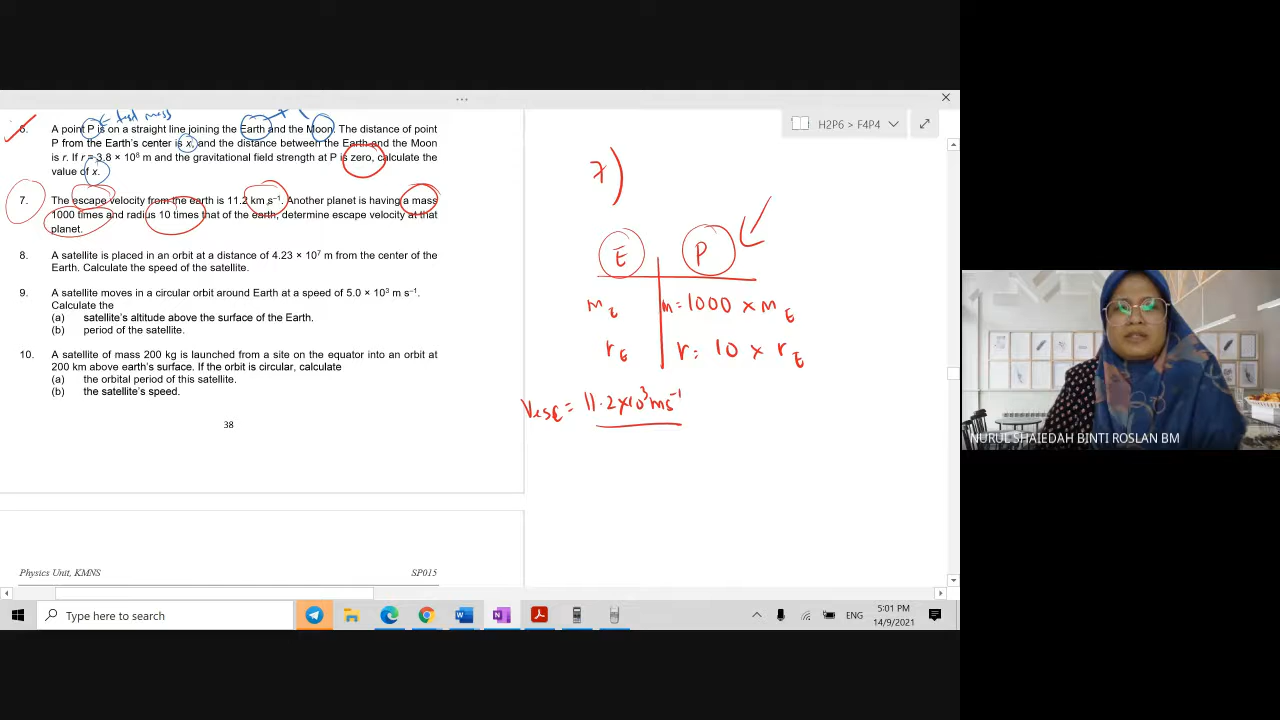 ← test mass
6. A point P is on a straight line joining the Earth and the Moon. The distance of point
P from the Earth's center is x, and the distance between the Earth and the Moon
is r. If r = 3.8 × 10⁸ m and the gravitational field strength at P is zero, calculate the
value of x.
7. The escape velocity from the earth is 11.2 km s⁻¹. Another planet is having a mass
1000 times and radius 10 times that of the earth, determine escape velocity at that
planet.
8. A satellite is placed in an orbit at a distance of 4.23 × 10⁷ m from the center of the
Earth. Calculate the speed of the satellite.
9. A satellite moves in a circular orbit around Earth at a speed of 5.0 × 10³ m s⁻¹.
Calculate the
(a) satellite's altitude above the surface of the Earth.
(b) period of the satellite.
10. A satellite of mass 200 kg is launched from a site on the equator into an orbit at
200 km above earth's surface. If the orbit is circular, calculate
(a) the orbital period of this satellite.
(b) the satellite's speed.
38
Physics Unit, KMNS SP015
H2P6 > F4P4
7)
E P
m_E m = 1000 × m_E
r_E r = 10 × r_E
V_esc = 11.2×10³ms⁻¹
NURUL SHAIEDAH BINTI ROSLAN BM
Type here to search
ENG
5:01 PM
14/9/2021